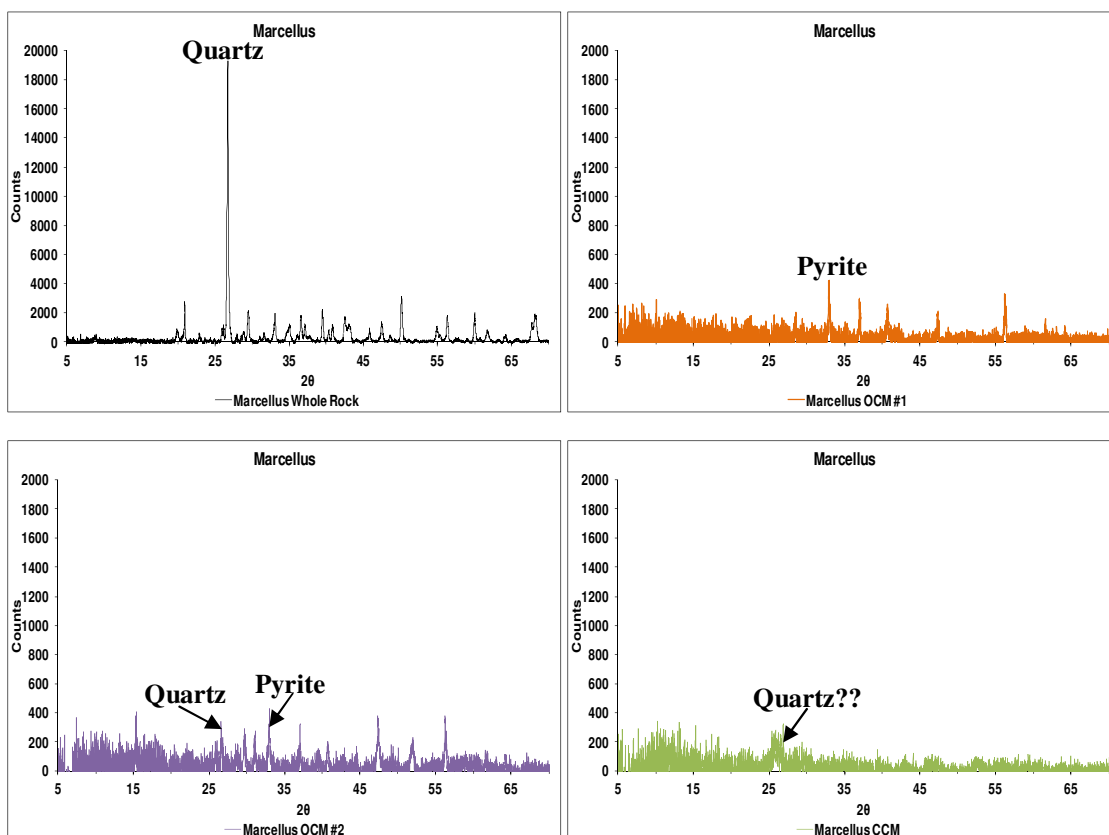 Marcellus
Quartz
20000
18000
16000
14000
12000
10000
8000
6000
4000
2000
0
Counts
5 15 25 35 45 55 65
2θ
Marcellus Whole Rock
Marcellus
2000
1800
1600
1400
1200
1000
800
600
400
200
0
Counts
Pyrite
5 15 25 35 45 55 65
2θ
Marcellus OCM #1
Marcellus
2000
1800
1600
1400
1200
1000
800
600
400
200
0
Counts
Quartz
Pyrite
5 15 25 35 45 55 65
2θ
Marcellus OCM #2
Marcellus
2000
1800
1600
1400
1200
1000
800
600
400
200
0
Counts
Quartz??
5 15 25 35 45 55 65
2θ
Marcellus CCM